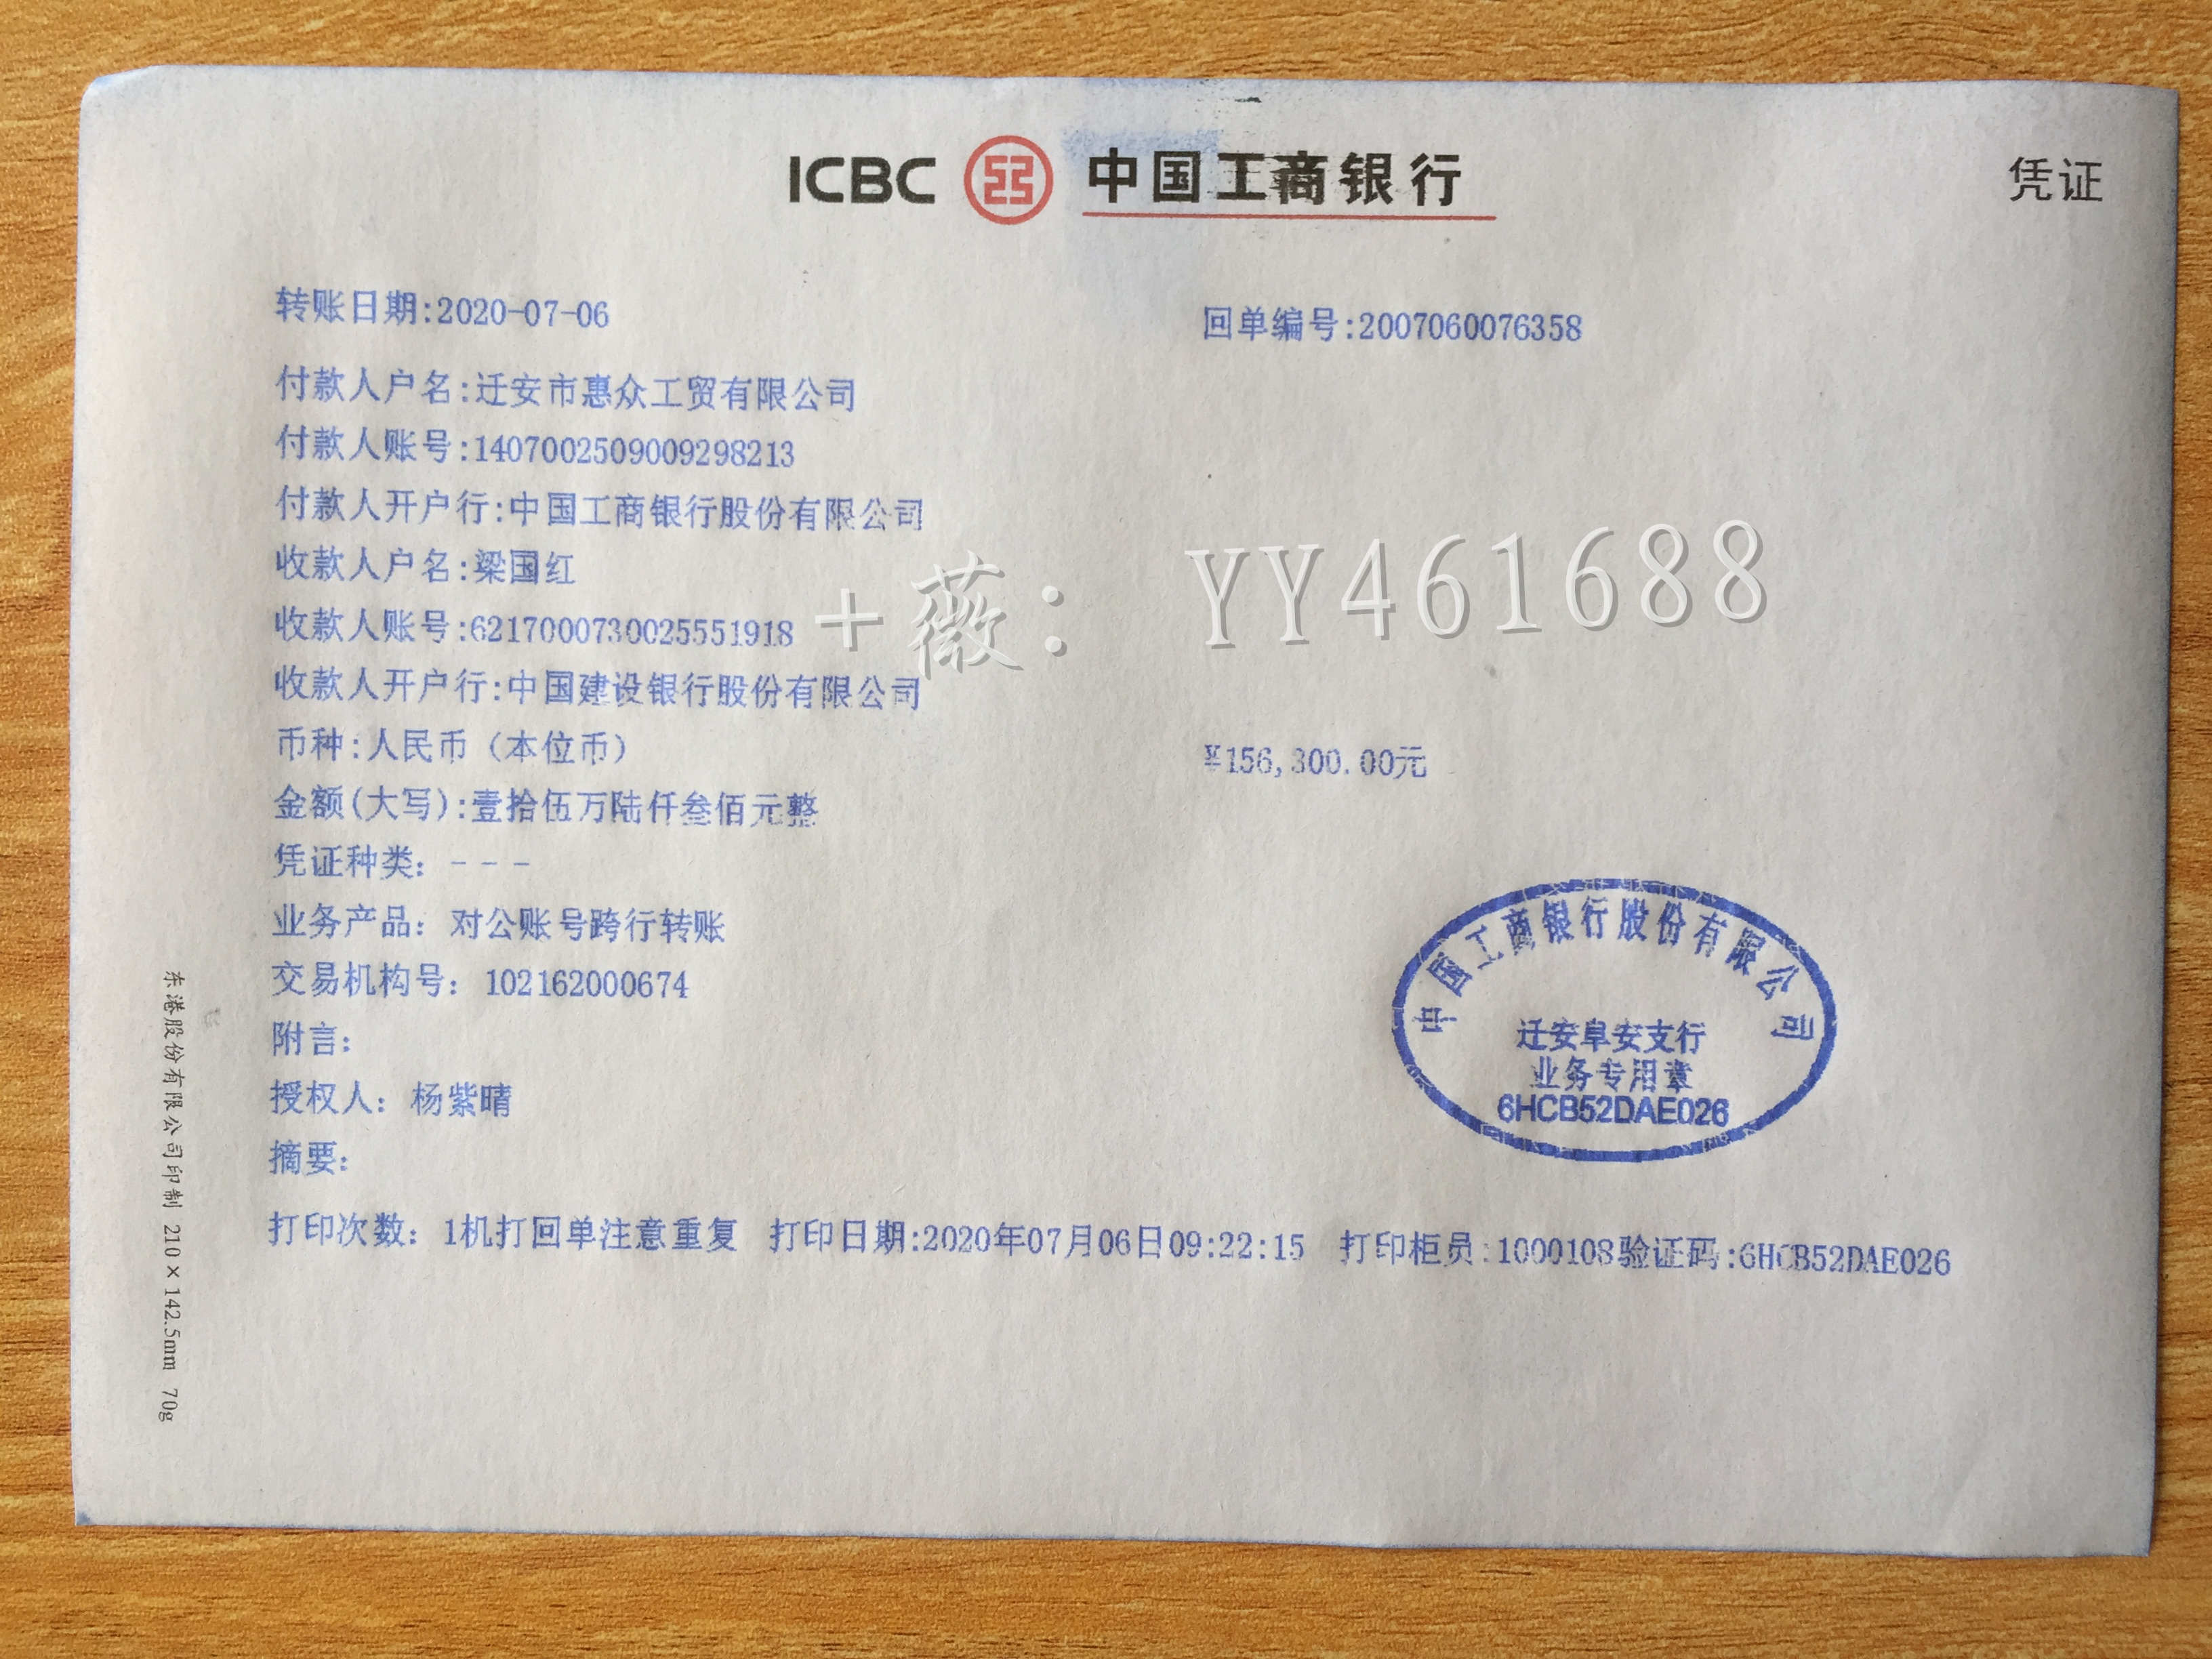 ICBC 中国工商银行
凭证
转账日期:2020-07-06
回单编号:2007060076358
付款人户名:迁安市惠众工贸有限公司
付款人账号:1407002509009298213
付款人开户行:中国工商银行股份有限公司
收款人户名:梁国红
收款人账号:6217000730025551918
+薇: YY461688
收款人开户行:中国建设银行股份有限公司
币种:人民币（本位币）
¥156,300.00元
金额(大写):壹拾伍万陆仟叁佰元整
凭证种类: ---
业务产品: 对公账号跨行转账
交易机构号: 102162000674
附言:
授权人: 杨紫晴
摘要:
中国工商银行股份有限公司
迁安阜安支行
业务专用章
6HCB52DAE026
打印次数: 1机打回单注意重复 打印日期:2020年07月06日09:22:15 打印柜员:1000108验证码:6HCB52DAE026
东港股份有限公司印制 210×142.5mm 70g